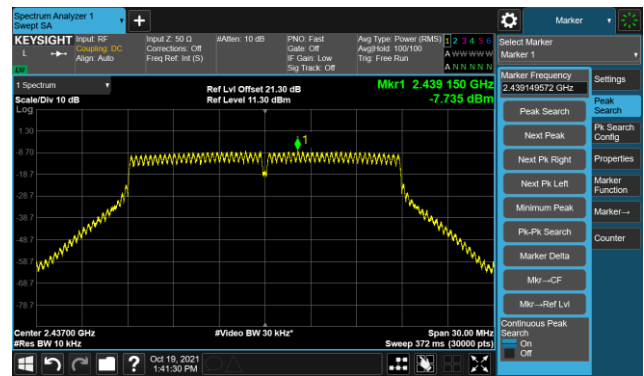 Spectrum Analyzer 1
Swept SA
Marker
KEYSIGHT
L
Input: RF
Coupling: DC
Align: Auto
Input Z: 50 Ω
Corrections: Off
Freq Ref: Int (S)
#Atten: 10 dB
PNO: Fast
Gate: Off
IF Gain: Low
Sig Track: Off
Avg Type: Power (RMS)
Avg|Hold: 100/100
Trig: Free Run
1 2 3 4 5 6
A W W W W W
A N N N N N
Select Marker
Marker 1
1 Spectrum
Scale/Div 10 dB
Log
Ref Lvl Offset 21.30 dB
Ref Level 11.30 dBm
Mkr1 2.439 150 GHz
-7.735 dBm
1
1.30
-8.70
-18.7
-28.7
-38.7
-48.7
-58.7
-68.7
-78.7
Center 2.43700 GHz
#Res BW 10 kHz
#Video BW 30 kHz*
Span 30.00 MHz
Sweep 372 ms (30000 pts)
Marker Frequency
2.439149572 GHz
Peak Search
Next Peak
Next Pk Right
Next Pk Left
Minimum Peak
Pk-Pk Search
Marker Delta
Mkr→CF
Mkr→Ref Lvl
Continuous Peak
Search
On
Off
Settings
Peak
Search
Pk Search
Config
Properties
Marker
Function
Marker→
Counter
?
Oct 19, 2021
1:41:30 PM